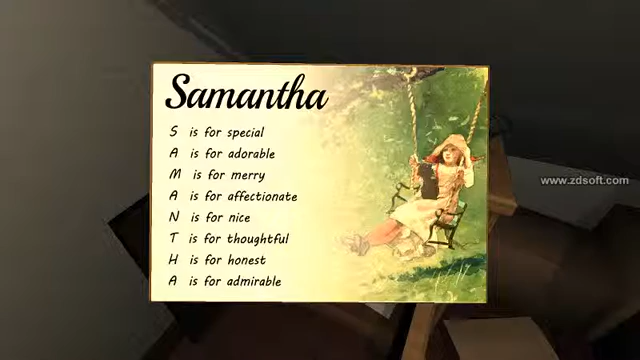 Samantha
S is for special
A is for adorable
M is for merry
A is for affectionate
N is for nice
T is for thoughtful
H is for honest
A is for admirable
www.zdsoft.com